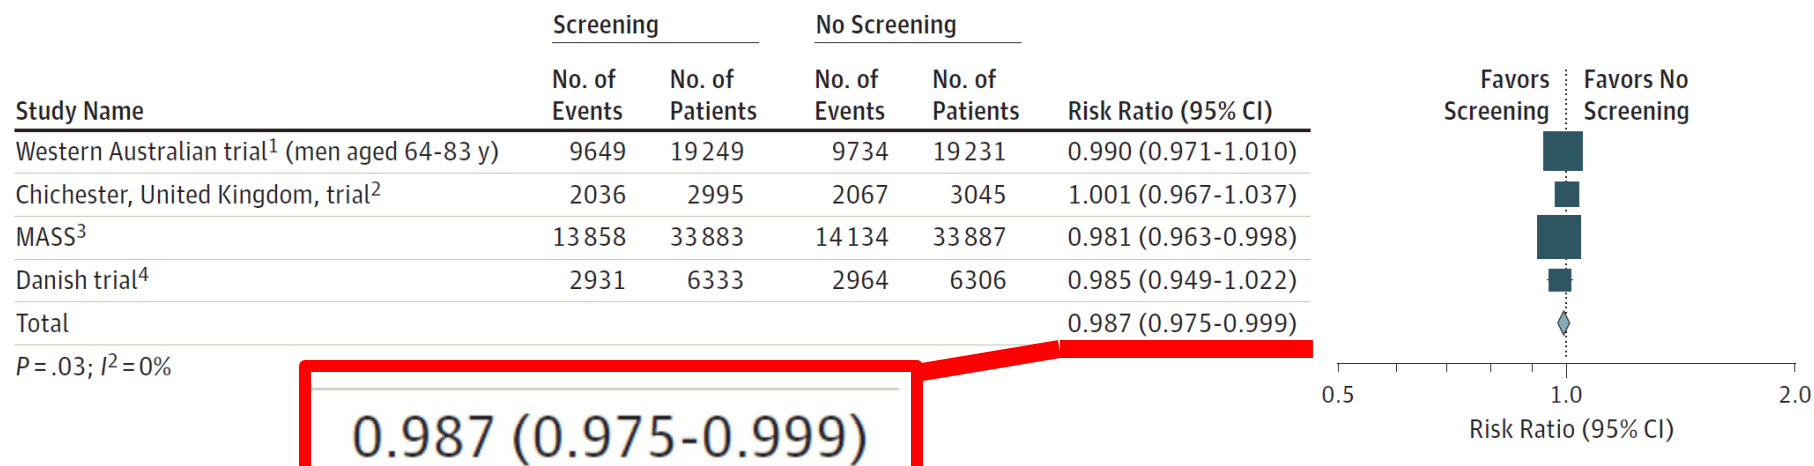 Screening No Screening
No. of No. of No. of No. of Favors Favors No
Study Name Events Patients Events Patients Risk Ratio (95% CI) Screening Screening
Western Australian trial1 (men aged 64-83 y) 9649 19249 9734 19231 0.990 (0.971-1.010)
Chichester, United Kingdom, trial2 2036 2995 2067 3045 1.001 (0.967-1.037)
MASS3 13858 33883 14134 33887 0.981 (0.963-0.998)
Danish trial4 2931 6333 2964 6306 0.985 (0.949-1.022)
Total 0.987 (0.975-0.999)
P = .03; I2 = 0%
0.5 1.0 2.0
Risk Ratio (95% CI)
0.987 (0.975-0.999)